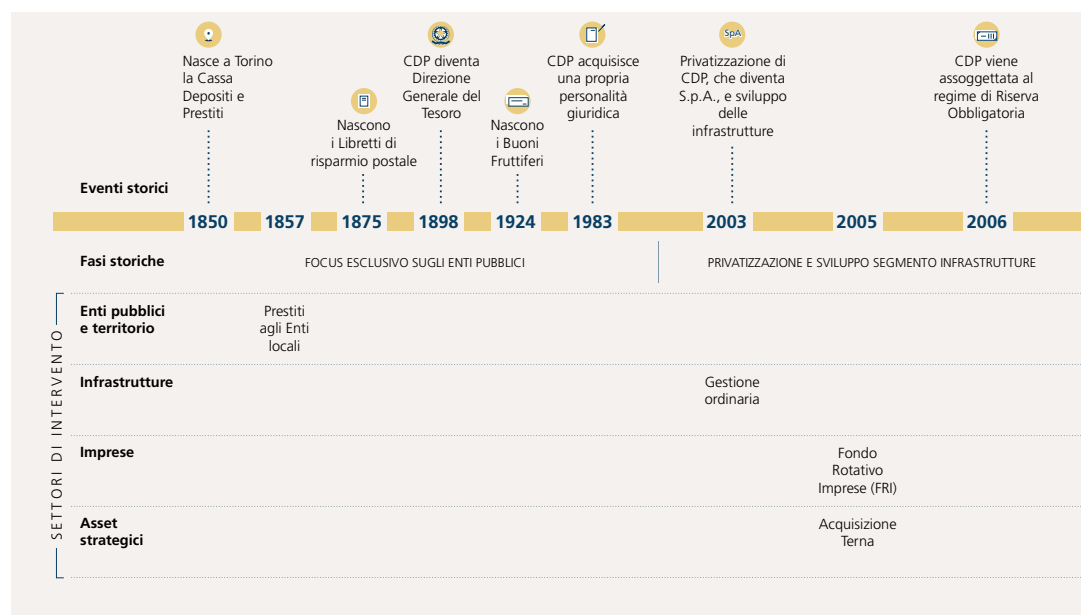 SpA
Nasce a Torino
la Cassa
Depositi e
Prestiti
Nascono
i Libretti di
risparmio postale
CDP diventa
Direzione
Generale del
Tesoro
Nascono
i Buoni
Fruttiferi
CDP acquisisce
una propria
personalità
giuridica
Privatizzazione di
CDP, che diventa
S.p.A., e sviluppo
delle
infrastrutture
CDP viene
assoggettata al
regime di Riserva
Obbligatoria
Eventi storici
1850 1857 1875 1898 1924 1983 2003 2005 2006
Fasi storiche
FOCUS ESCLUSIVO SUGLI ENTI PUBBLICI
PRIVATIZZAZIONE E SVILUPPO SEGMENTO INFRASTRUTTURE
SETTORI DI INTERVENTO
Enti pubblici
e territorio
Prestiti
agli Enti
locali
Infrastrutture
Gestione
ordinaria
Imprese
Fondo
Rotativo
Imprese (FRI)
Asset
strategici
Acquisizione
Terna